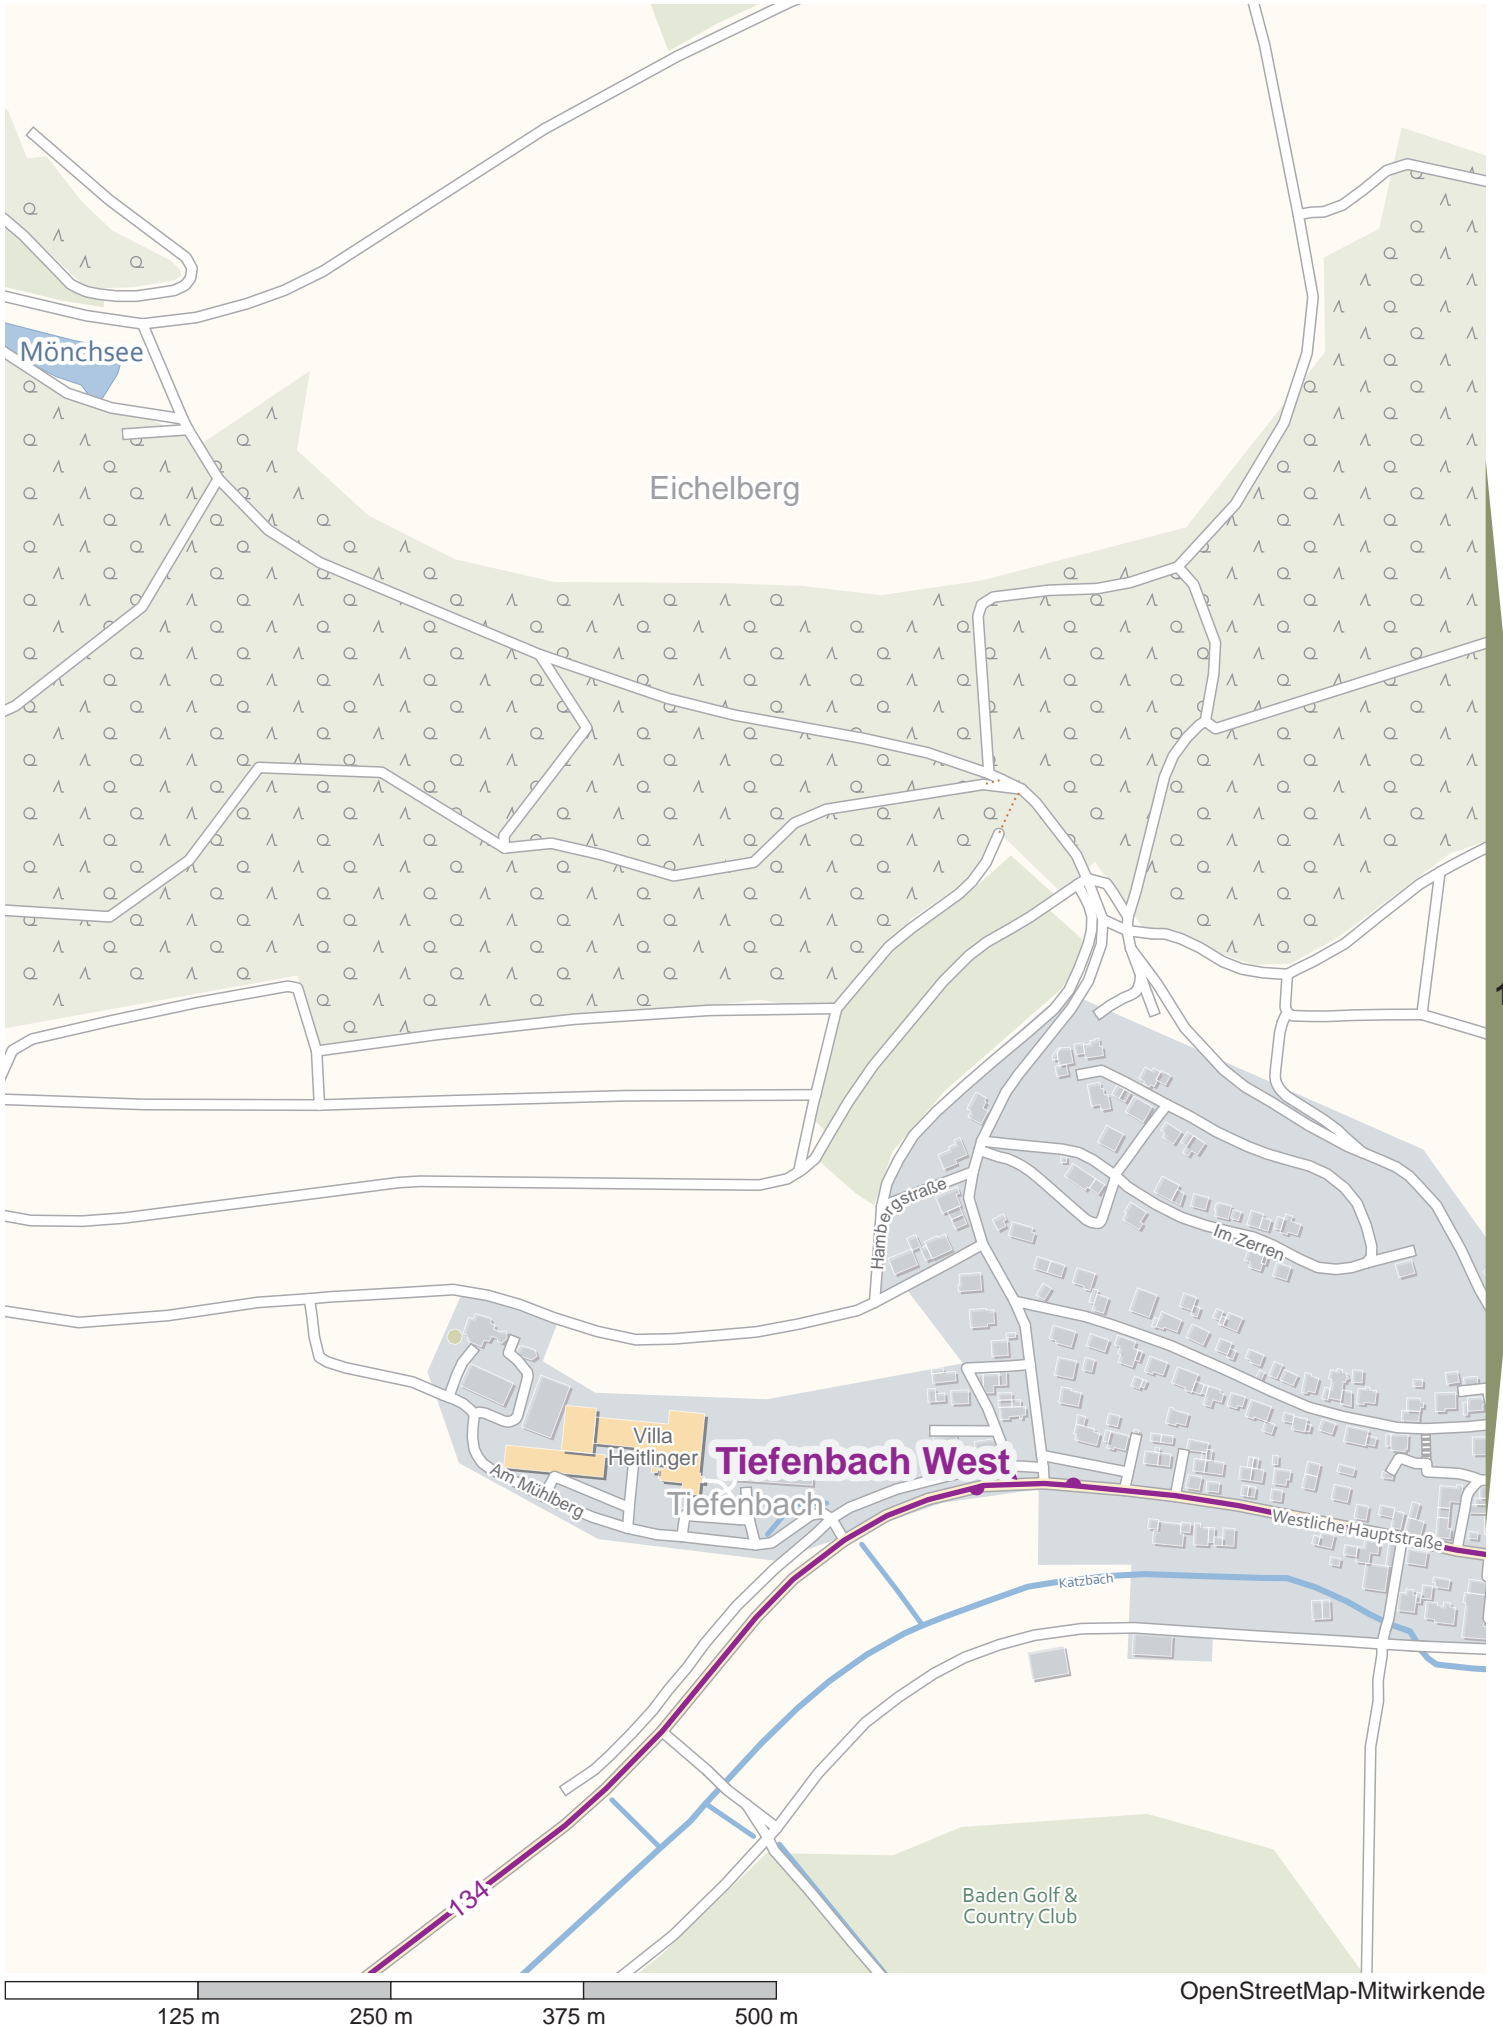 Mönchsee
Eichelberg
1
Hambergstraße
Im Zerren
Villa
Heitlinger
Tiefenbach West
Am Mühlberg
Tiefenbach
Westliche Hauptstraße
Katzbach
134
Baden Golf &
Country Club
OpenStreetMap-Mitwirkende
125 m 250 m 375 m 500 m